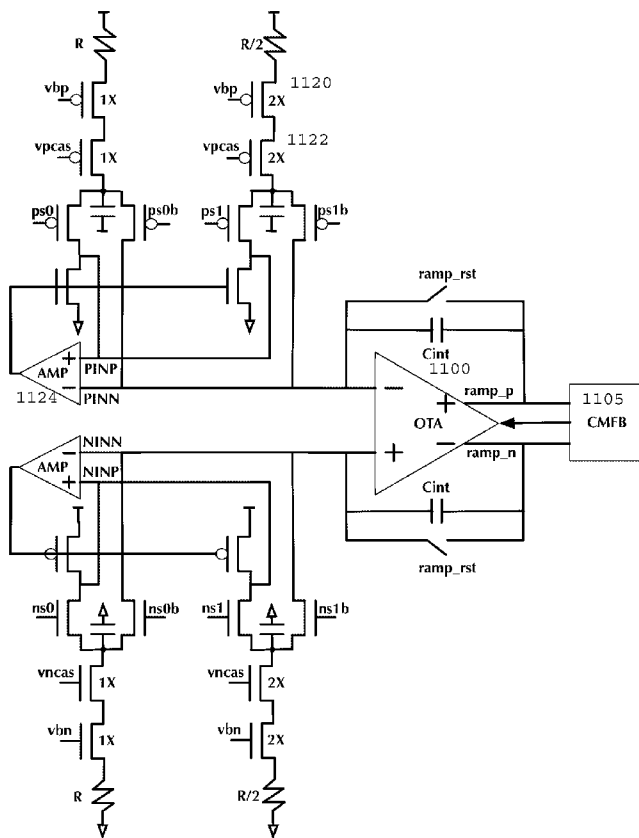 R
R/2
vbp
1X
vbp
2X
1120
vpcas
1X
vpcas
2X
1122
ps0
ps0b
ps1
ps1b
ramp_rst
Cint
AMP
+
−
PINP
PINN
1124
1100
−
+
OTA
+
−
ramp_p
ramp_n
1105
CMFB
AMP
−
+
NINN
NINP
Cint
ramp_rst
ns0
ns0b
ns1
ns1b
vncas
1X
vncas
2X
vbn
1X
vbn
2X
R
R/2